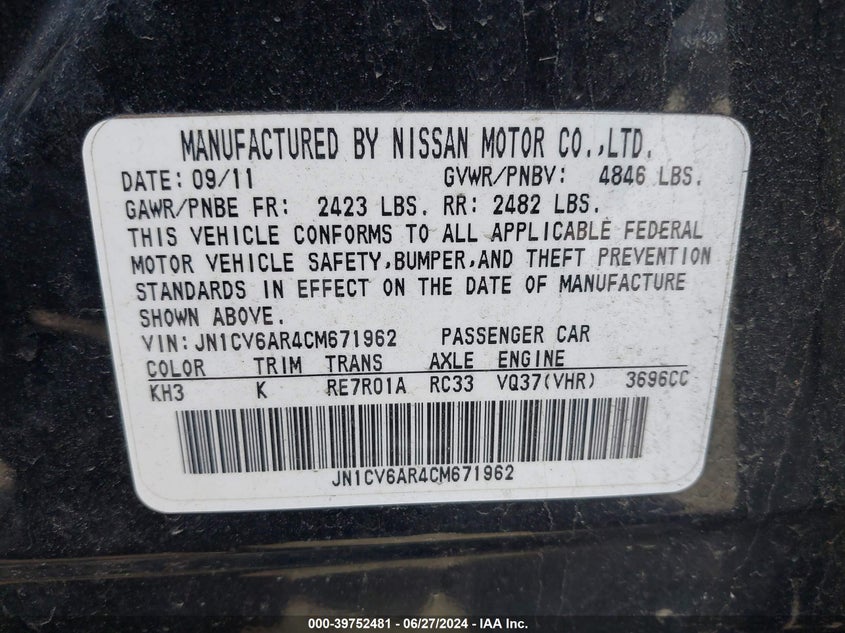 MANUFACTURED BY NISSAN MOTOR CO.,LTD.
DATE: 09/11 GVWR/PNBV: 4846 LBS.
GAWR/PNBE FR: 2423 LBS. RR: 2482 LBS.
THIS VEHICLE CONFORMS TO ALL APPLICABLE FEDERAL
MOTOR VEHICLE SAFETY,BUMPER,AND THEFT PREVENTION
STANDARDS IN EFFECT ON THE DATE OF MANUFACTURE
SHOWN ABOVE.
VIN: JN1CV6AR4CM671962 PASSENGER CAR
COLOR TRIM TRANS AXLE ENGINE
KH3 K RE7R01A RC33 VQ37(VHR) 3696CC
JN1CV6AR4CM671962
000-39752481 - 06/27/2024 - IAA, Inc.